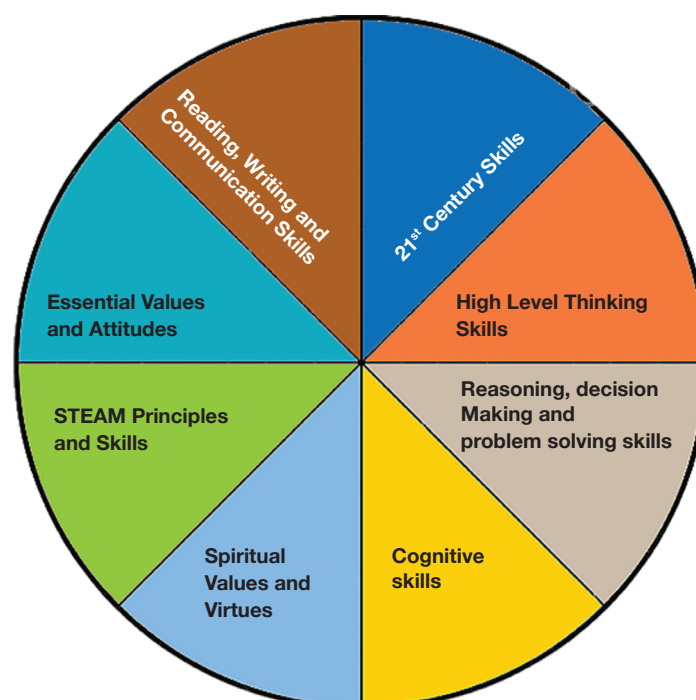 Reading, Writing and
Communication Skills
21st Century Skills
Essential Values
and Attitudes
High Level Thinking
Skills
STEAM Principles
and Skills
Reasoning, decision
Making and
problem solving skills
Spiritual
Values and
Virtues
Cognitive
skills